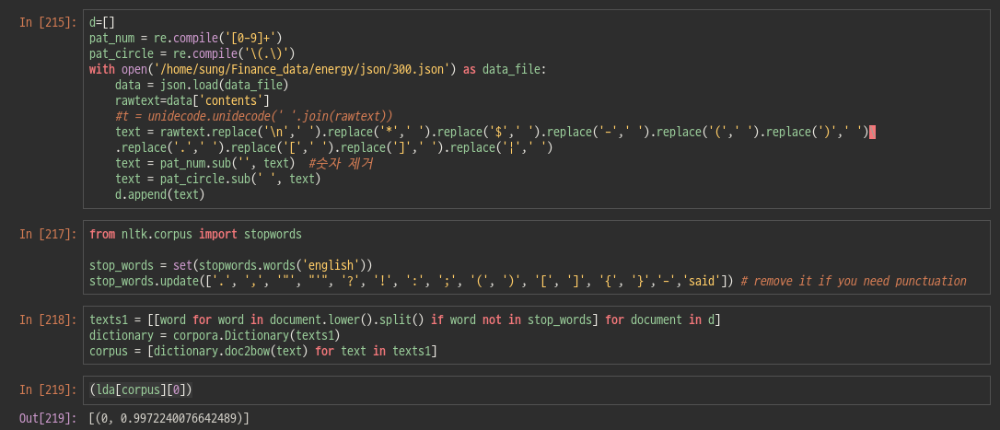 In [215]:
d=[]
pat_num = re.compile('[0-9]+')
pat_circle = re.compile('\(.\)')
with open('/home/sung/Finance_data/energy/json/300.json') as data_file:
    data = json.load(data_file)
    rawtext=data['contents']
    #t = unidecode.unidecode(' '.join(rawtext))
    text = rawtext.replace('\n',' ').replace('*',' ').replace('$',' ').replace('-',' ').replace('(',' ').replace(')',' ')
    .replace('.',' ').replace('[',' ').replace(']',' ').replace('¦',' ')
    text = pat_num.sub('', text)  #숫자 제거
    text = pat_circle.sub(' ', text)
    d.append(text)
In [217]:
from nltk.corpus import stopwords
stop_words = set(stopwords.words('english'))
stop_words.update(['.', ',', '"', "'", '?', '!', ':', ';', '(', ')', '[', ']', '{', '}','-','said']) # remove it if you need punctuation
In [218]:
texts1 = [[word for word in document.lower().split() if word not in stop_words] for document in d]
dictionary = corpora.Dictionary(texts1)
corpus = [dictionary.doc2bow(text) for text in texts1]
In [219]:
(lda[corpus][0])
Out[219]: [(0, 0.9972240076642489)]